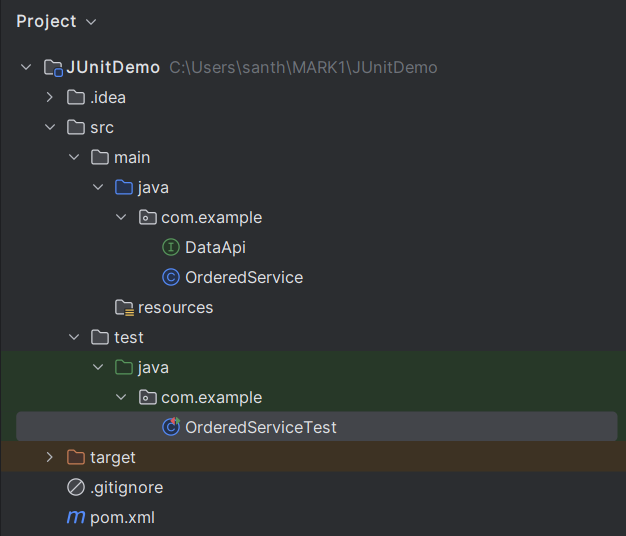 Project
JUnitDemo C:\Users\santh\MARK1\JUnitDemo
.idea
src
main
java
com.example
I DataApi
C OrderedService
resources
test
java
com.example
C OrderedServiceTest
target
.gitignore
m pom.xml